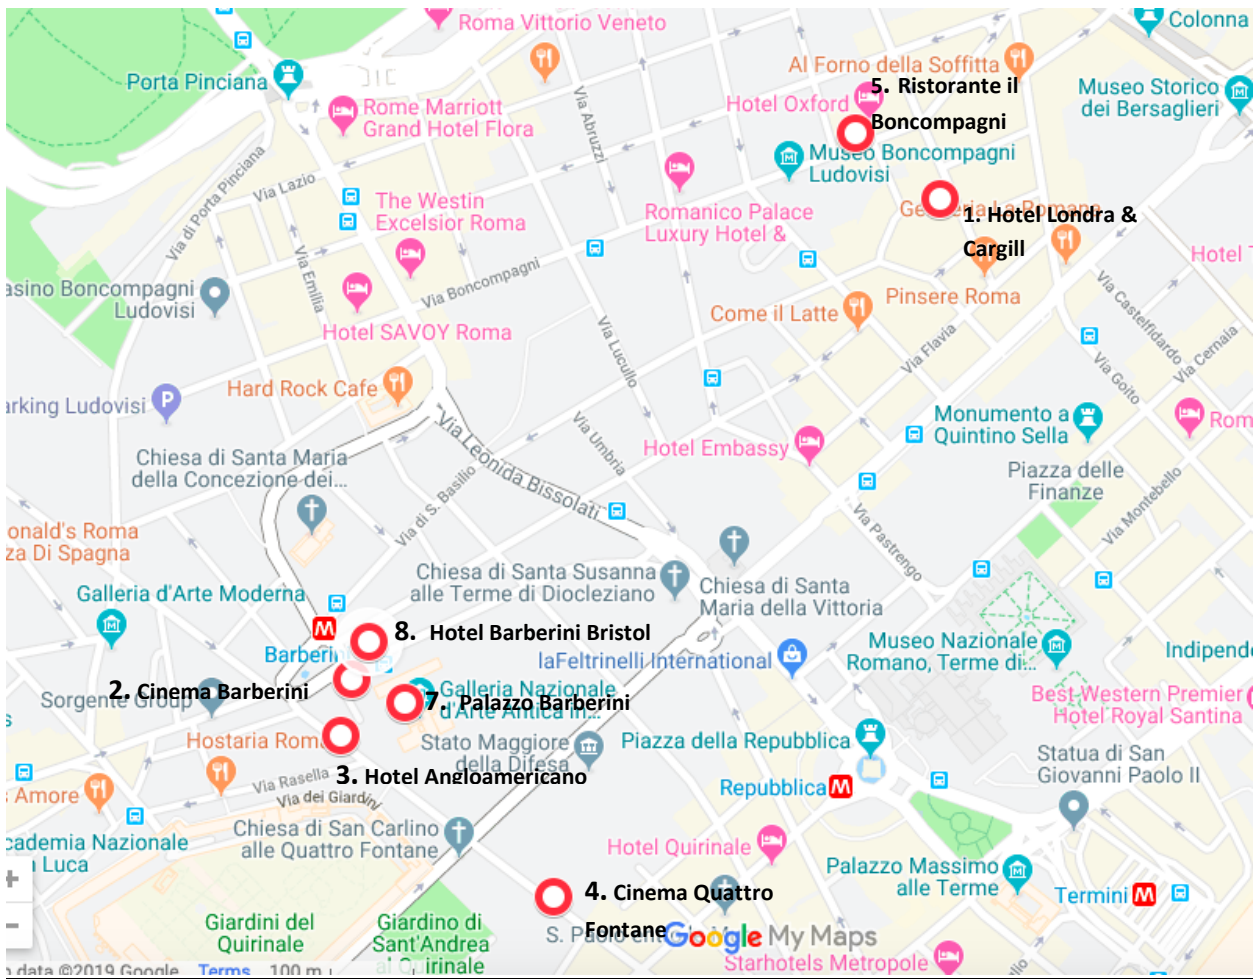 Roma Vittorio Veneto
Colonna
Porta Pinciana
Al Forno della Soffitta
Hotel Oxford
5. Ristorante il
Boncompagni
Museo Storico
dei Bersaglieri
Rome Marriott
Grand Hotel Flora
Via Abruzzi
Museo Boncompagni
Ludovisi
Via di Porta Pinciana
Via Lazio
The Westin
Excelsior Roma
Romanico Palace
Luxury Hotel &
1. Hotel Londra &
Cargill
Via Emilia
Via Boncompagni
asino Boncompagni
Ludovisi
Hotel T
Pinsere Roma
Come il Latte
Hotel SAVOY Roma
Via Lucullo
Via Flavia
Via Castelfidardo
Via Cernaia
Via Goito
Hard Rock Cafe
arking Ludovisi
P
Monumento a
Quintino Sella
Rom
Via Leonida Bissolati
Via Umbria
Hotel Embassy
Chiesa di Santa Maria
della Concezione dei...
Via di S. Basilio
Piazza delle
Finanze
Via Montebello
onald's Roma
za Di Spagna
Via Pastrengo
Chiesa di Santa Susanna
alle Terme di Diocleziano
Chiesa di Santa
Maria della Vittoria
Galleria d'Arte Moderna
M
8. Hotel Barberini Bristol
Museo Nazionale
Romano, Terme di...
Indipend
laFeltrinelli International
2. Cinema Barberini
Sorgente Group
Galleria Nazionale
d'Arte Antica in...
7. Palazzo Barberini
Best Western Premier
Hotel Royal Santina
Hostaria Rom
Stato Maggiore
della Difesa
Piazza della Repubblica
Statua di San
Giovanni Paolo II
3. Hotel Angloamericano
Via Rasella
Repubblica M
Amore
Via dei Giardini
cademia Nazionale
n Luca
Chiesa di San Carlino
alle Quattro Fontane
Hotel Quirinale
Palazzo Massimo
alle Terme
Termini M
4. Cinema Quattro
Fontane
Giardini del
Quirinale
Giardino di
Sant'Andrea
al Quirinale
S. Paolo
Google My Maps
Starhotels Metropole
data ©2019 Google Terms 100 m